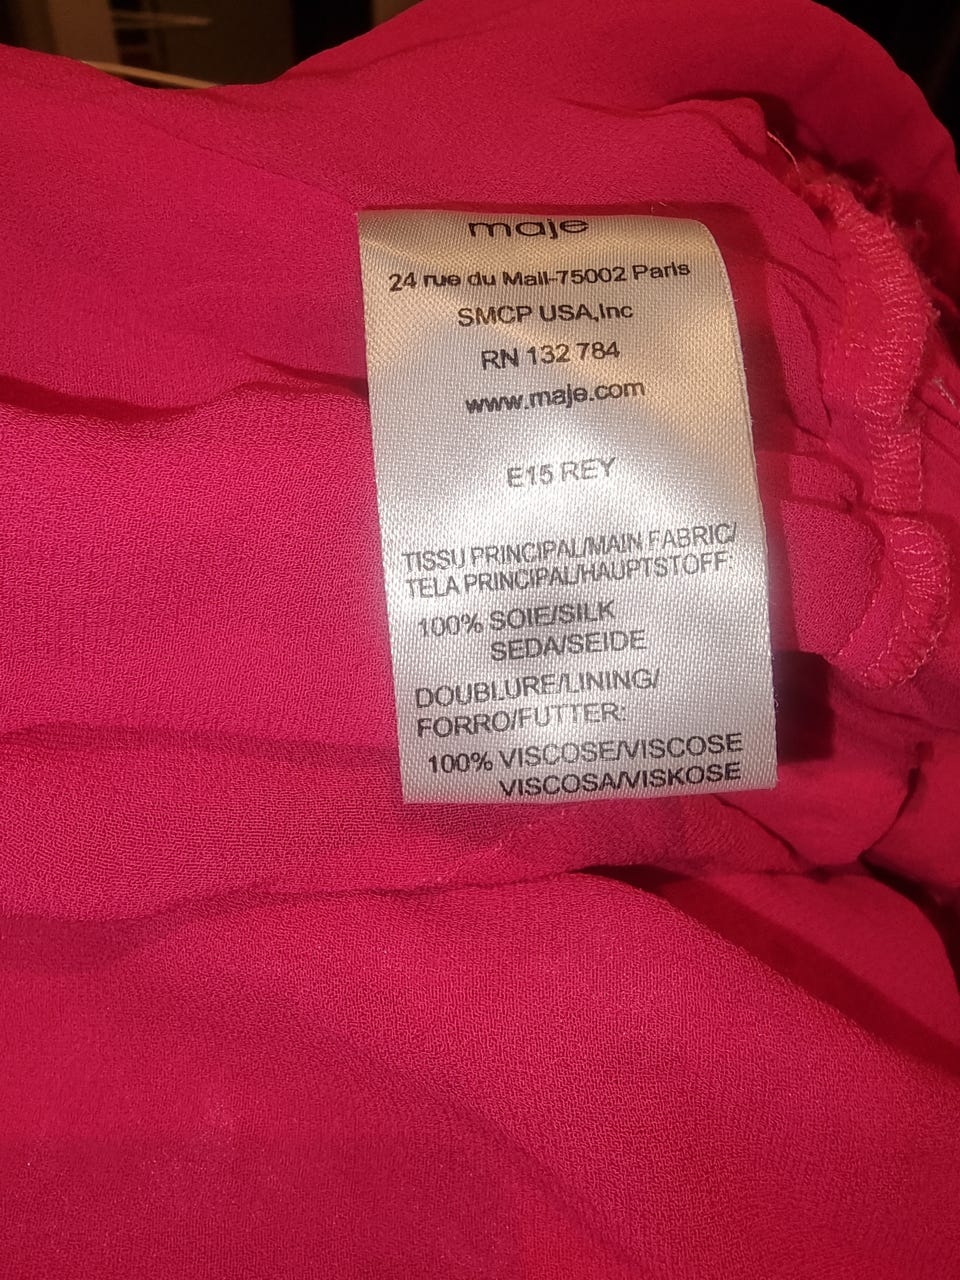 maje
24 rue du Mail-75002 Paris
SMCP USA,Inc
RN 132 784
www.maje.com
E15 REY
TISSU PRINCIPAL/MAIN FABRIC/
TELA PRINCIPAL/HAUPTSTOFF:
100% SOIE/SILK
SEDA/SEIDE
DOUBLURE/LINING/
FORRO/FUTTER:
100% VISCOSE/VISCOSE
VISCOSA/VISKOSE